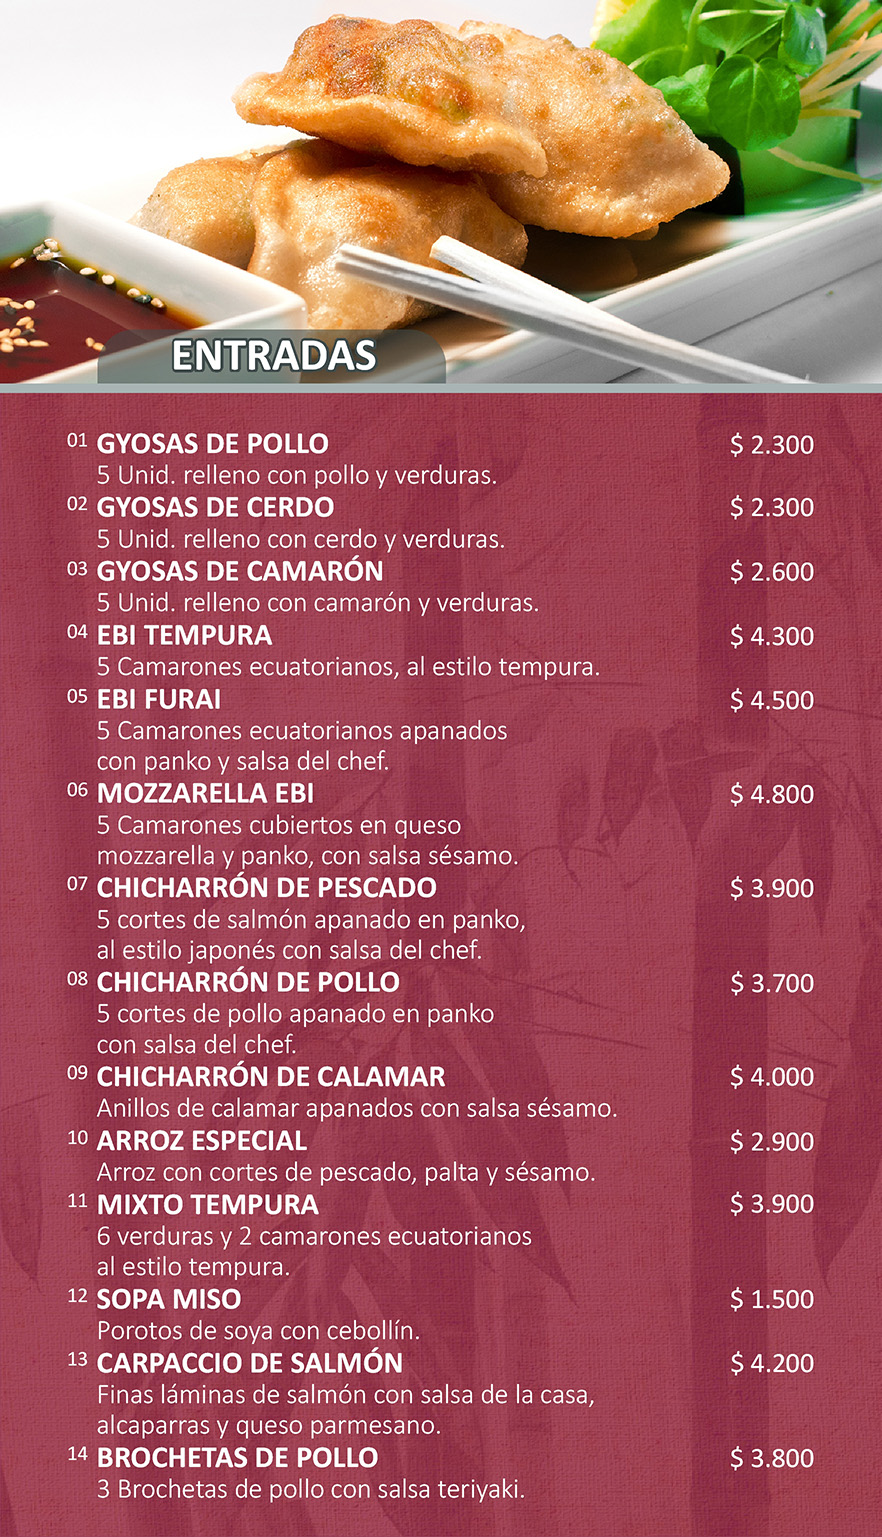 ENTRADAS
01 GYOSAS DE POLLO $ 2.300
5 Unid. relleno con pollo y verduras.
02 GYOSAS DE CERDO $ 2.300
5 Unid. relleno con cerdo y verduras.
03 GYOSAS DE CAMARÓN $ 2.600
5 Unid. relleno con camarón y verduras.
04 EBI TEMPURA $ 4.300
5 Camarones ecuatorianos, al estilo tempura.
05 EBI FURAI $ 4.500
5 Camarones ecuatorianos apanados
con panko y salsa del chef.
06 MOZZARELLA EBI $ 4.800
5 Camarones cubiertos en queso
mozzarella y panko, con salsa sésamo.
07 CHICHARRÓN DE PESCADO $ 3.900
5 cortes de salmón apanado en panko,
al estilo japonés con salsa del chef.
08 CHICHARRÓN DE POLLO $ 3.700
5 cortes de pollo apanado en panko
con salsa del chef.
09 CHICHARRÓN DE CALAMAR $ 4.000
Anillos de calamar apanados con salsa sésamo.
10 ARROZ ESPECIAL $ 2.900
Arroz con cortes de pescado, palta y sésamo.
11 MIXTO TEMPURA $ 3.900
6 verduras y 2 camarones ecuatorianos
al estilo tempura.
12 SOPA MISO $ 1.500
Porotos de soya con cebollín.
13 CARPACCIO DE SALMÓN $ 4.200
Finas láminas de salmón con salsa de la casa,
alcaparras y queso parmesano.
14 BROCHETAS DE POLLO $ 3.800
3 Brochetas de pollo con salsa teriyaki.